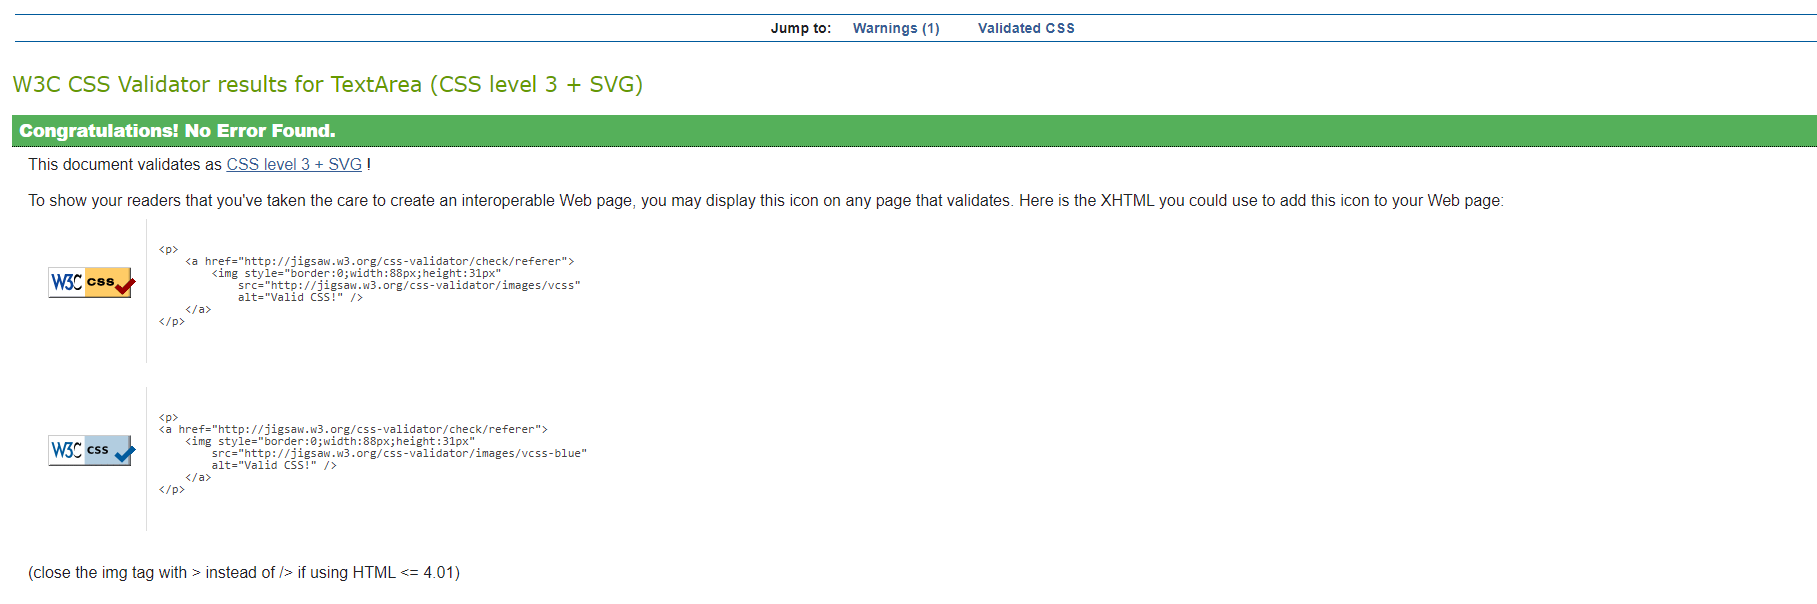 Jump to: Warnings (1) Validated CSS
W3C CSS Validator results for TextArea (CSS level 3 + SVG)
Congratulations! No Error Found.
This document validates as CSS level 3 + SVG !
To show your readers that you've taken the care to create an interoperable Web page, you may display this icon on any page that validates. Here is the XHTML you could use to add this icon to your Web page:
W3C css
<p>
<a href="http://jigsaw.w3.org/css-validator/check/referer">
<img style="border:0;width:88px;height:31px"
src="http://jigsaw.w3.org/css-validator/images/vcss"
alt="Valid CSS!" />
</a>
</p>
W3C css
<p>
<a href="http://jigsaw.w3.org/css-validator/check/referer">
<img style="border:0;width:88px;height:31px"
src="http://jigsaw.w3.org/css-validator/images/vcss-blue"
alt="Valid CSS!" />
</a>
</p>
(close the img tag with > instead of /> if using HTML <= 4.01)